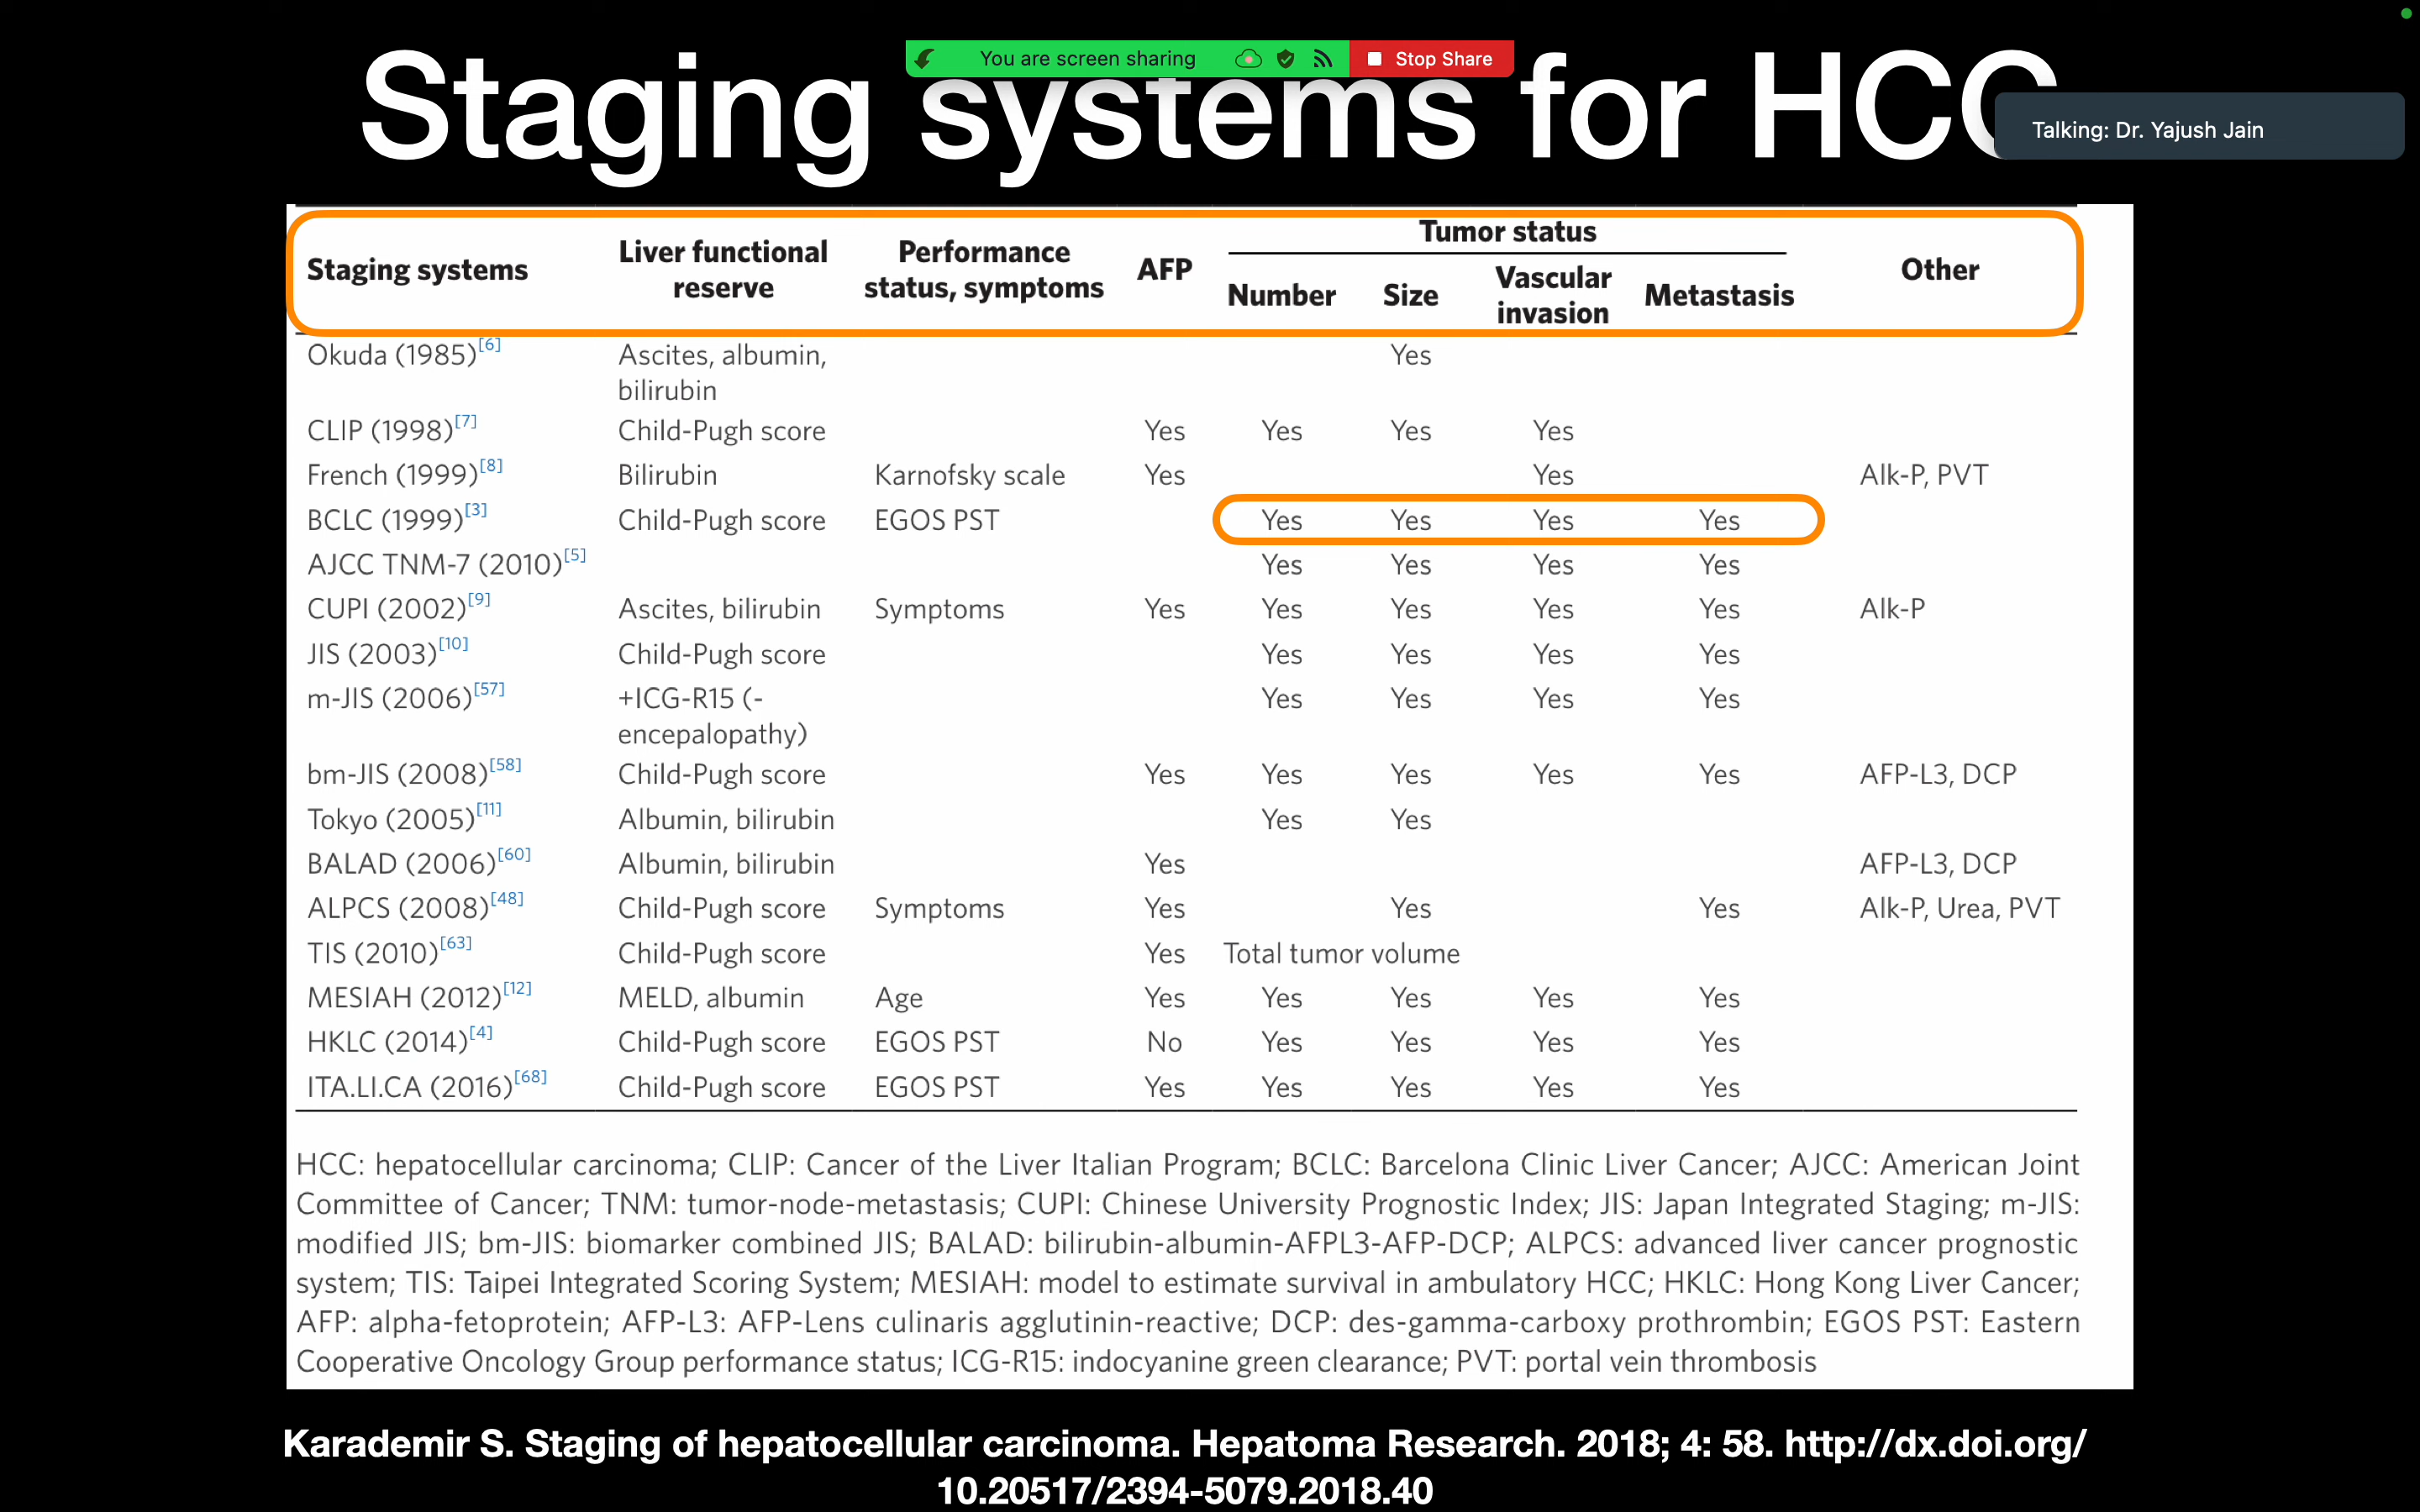 You are screen sharing Stop Share
Staging systems for HCC
Talking: Dr. Yajush Jain
Staging systems Liver functional reserve Performance status, symptoms AFP Tumor status Number Size Vascular invasion Metastasis Other
Okuda (1985)[6] Ascites, albumin, bilirubin Yes
CLIP (1998)[7] Child-Pugh score Yes Yes Yes Yes
French (1999)[8] Bilirubin Karnofsky scale Yes Yes Alk-P, PVT
BCLC (1999)[3] Child-Pugh score EGOS PST Yes Yes Yes Yes
AJCC TNM-7 (2010)[5] Yes Yes Yes Yes
CUPI (2002)[9] Ascites, bilirubin Symptoms Yes Yes Yes Yes Yes Alk-P
JIS (2003)[10] Child-Pugh score Yes Yes Yes Yes
m-JIS (2006)[57] +ICG-R15 (-encepalopathy) Yes Yes Yes Yes
bm-JIS (2008)[58] Child-Pugh score Yes Yes Yes Yes Yes AFP-L3, DCP
Tokyo (2005)[11] Albumin, bilirubin Yes Yes
BALAD (2006)[60] Albumin, bilirubin Yes AFP-L3, DCP
ALPCS (2008)[48] Child-Pugh score Symptoms Yes Yes Yes Alk-P, Urea, PVT
TIS (2010)[63] Child-Pugh score Yes Total tumor volume
MESIAH (2012)[12] MELD, albumin Age Yes Yes Yes Yes Yes
HKLC (2014)[4] Child-Pugh score EGOS PST No Yes Yes Yes Yes
ITA.LI.CA (2016)[68] Child-Pugh score EGOS PST Yes Yes Yes Yes Yes
HCC: hepatocellular carcinoma; CLIP: Cancer of the Liver Italian Program; BCLC: Barcelona Clinic Liver Cancer; AJCC: American Joint
Committee of Cancer; TNM: tumor-node-metastasis; CUPI: Chinese University Prognostic Index; JIS: Japan Integrated Staging; m-JIS:
modified JIS; bm-JIS: biomarker combined JIS; BALAD: bilirubin-albumin-AFPL3-AFP-DCP; ALPCS: advanced liver cancer prognostic
system; TIS: Taipei Integrated Scoring System; MESIAH: model to estimate survival in ambulatory HCC; HKLC: Hong Kong Liver Cancer;
AFP: alpha-fetoprotein; AFP-L3: AFP-Lens culinaris agglutinin-reactive; DCP: des-gamma-carboxy prothrombin; EGOS PST: Eastern
Cooperative Oncology Group performance status; ICG-R15: indocyanine green clearance; PVT: portal vein thrombosis
Karademir S. Staging of hepatocellular carcinoma. Hepatoma Research. 2018; 4: 58. http://dx.doi.org/
10.20517/2394-5079.2018.40